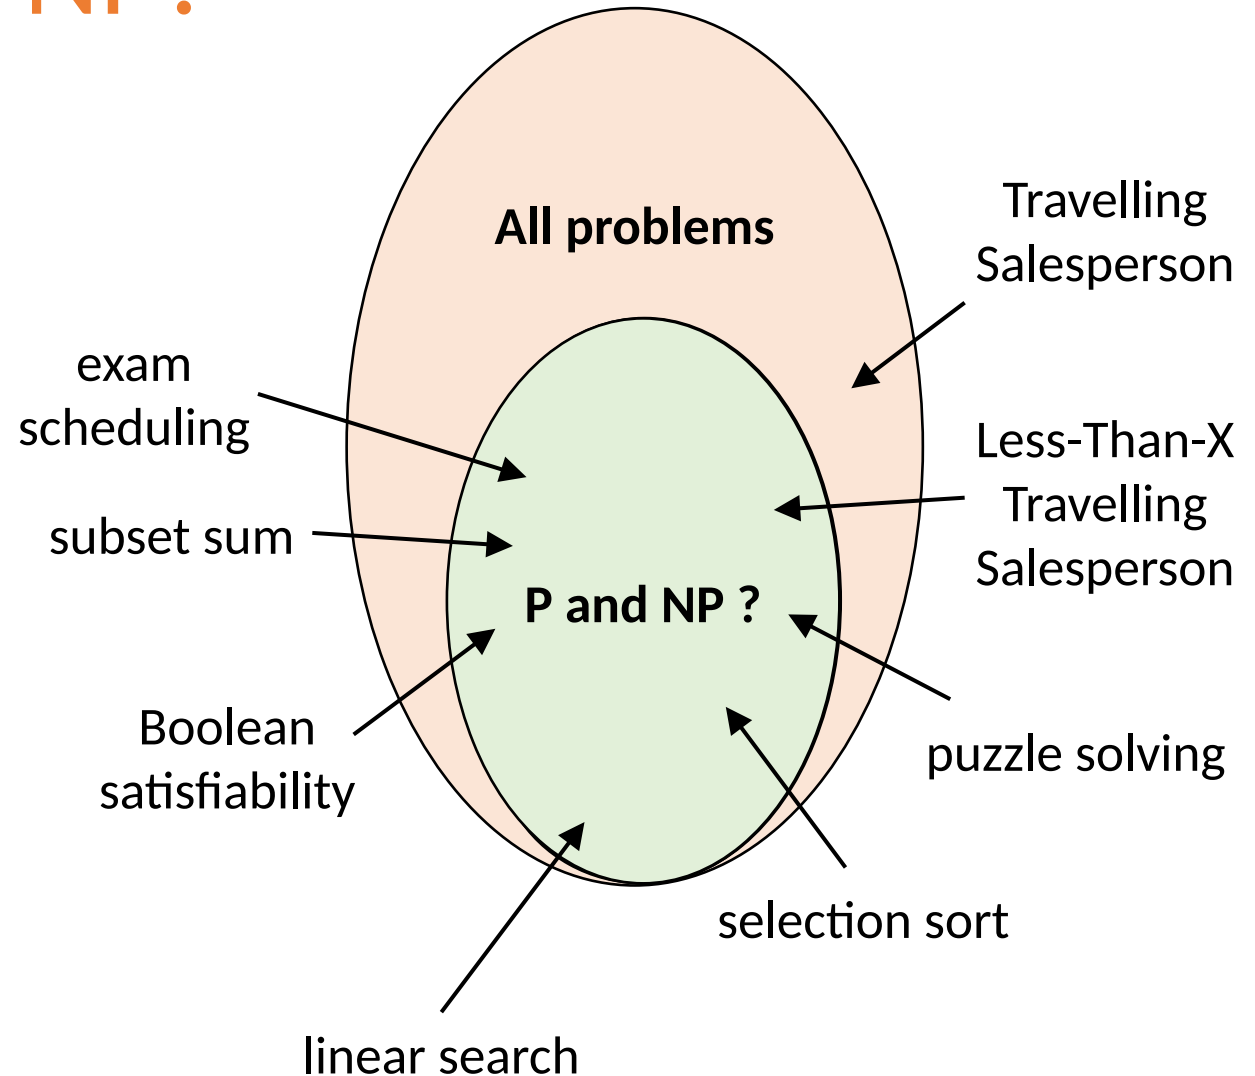 NP?
All problems
Travelling
Salesperson
exam
scheduling
Less-Than-X
Travelling
Salesperson
subset sum
P and NP ?
Boolean
satisfiability
puzzle solving
selection sort
linear search